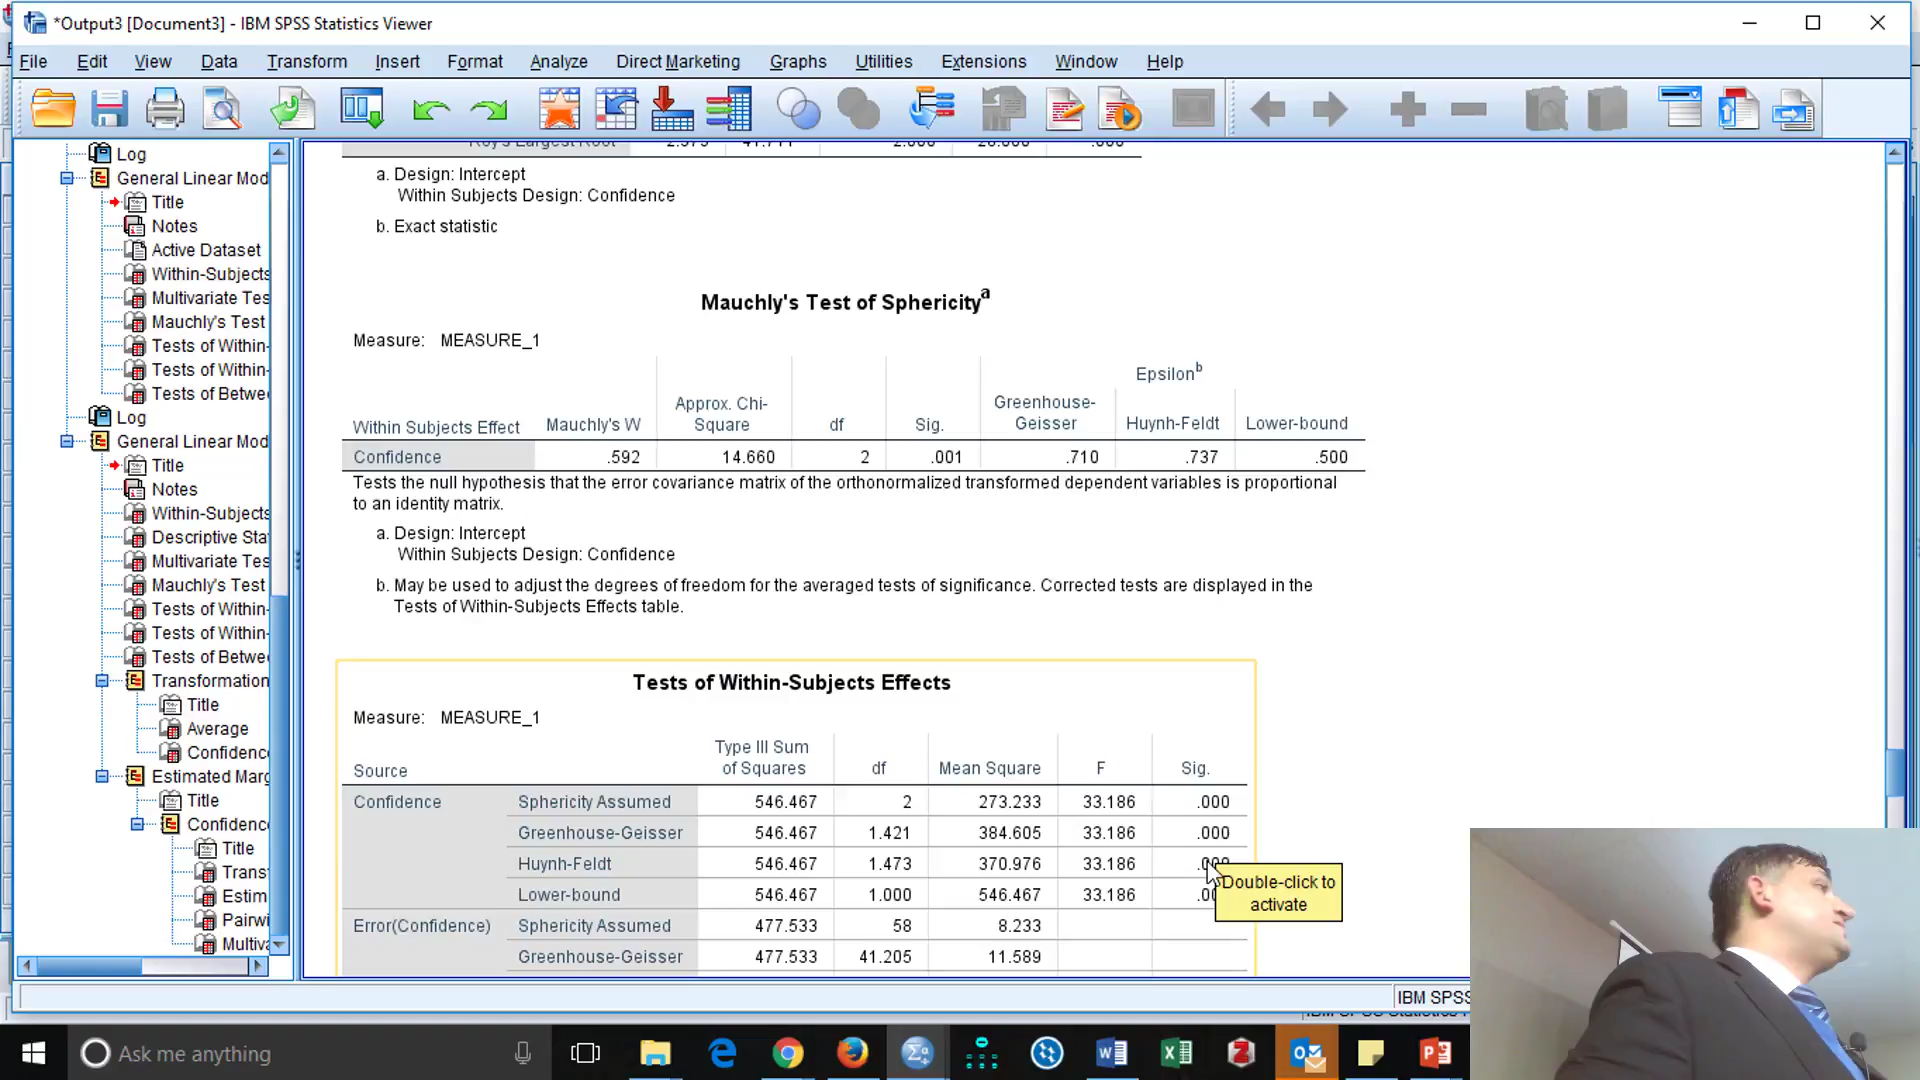 *Output3 [Document3] - IBM SPSS Statistics Viewer
File Edit View Data Transform Insert Format Analyze Direct Marketing Graphs Utilities Extensions Window Help
Log
General Linear Mod
Title
Notes
Active Dataset
Within-Subjects
Multivariate Tes
Mauchly's Test
Tests of Within-
Tests of Within-
Tests of Betwe
Log
General Linear Mod
Title
Notes
Within-Subjects
Descriptive Sta
Multivariate Tes
Mauchly's Test
Tests of Within-
Tests of Within-
Tests of Betwe
Transformation
Title
Average
Confidenc
Estimated Marg
Title
Confidenc
Title
Trans
Estim
Pairw
Multiva
Roy's Largest Root
a. Design: Intercept
Within Subjects Design: Confidence
b. Exact statistic
Mauchly's Test of Sphericitya
Measure: MEASURE_1
Epsilonb
Within Subjects Effect Mauchly's W Approx. Chi-Square df Sig. Greenhouse-Geisser Huynh-Feldt Lower-bound
Confidence .592 14.660 2 .001 .710 .737 .500
Tests the null hypothesis that the error covariance matrix of the orthonormalized transformed dependent variables is proportional
to an identity matrix.
a. Design: Intercept
Within Subjects Design: Confidence
b. May be used to adjust the degrees of freedom for the averaged tests of significance. Corrected tests are displayed in the
Tests of Within-Subjects Effects table.
Tests of Within-Subjects Effects
Measure: MEASURE_1
Source Type III Sum of Squares df Mean Square F Sig.
Confidence Sphericity Assumed 546.467 2 273.233 33.186 .000
Greenhouse-Geisser 546.467 1.421 384.605 33.186 .000
Huynh-Feldt 546.467 1.473 370.976 33.186 .000
Lower-bound 546.467 1.000 546.467 33.186
Error(Confidence) Sphericity Assumed 477.533 58 8.233
Greenhouse-Geisser 477.533 41.205 11.589
Double-click to
activate
IBM SPSS
Ask me anything